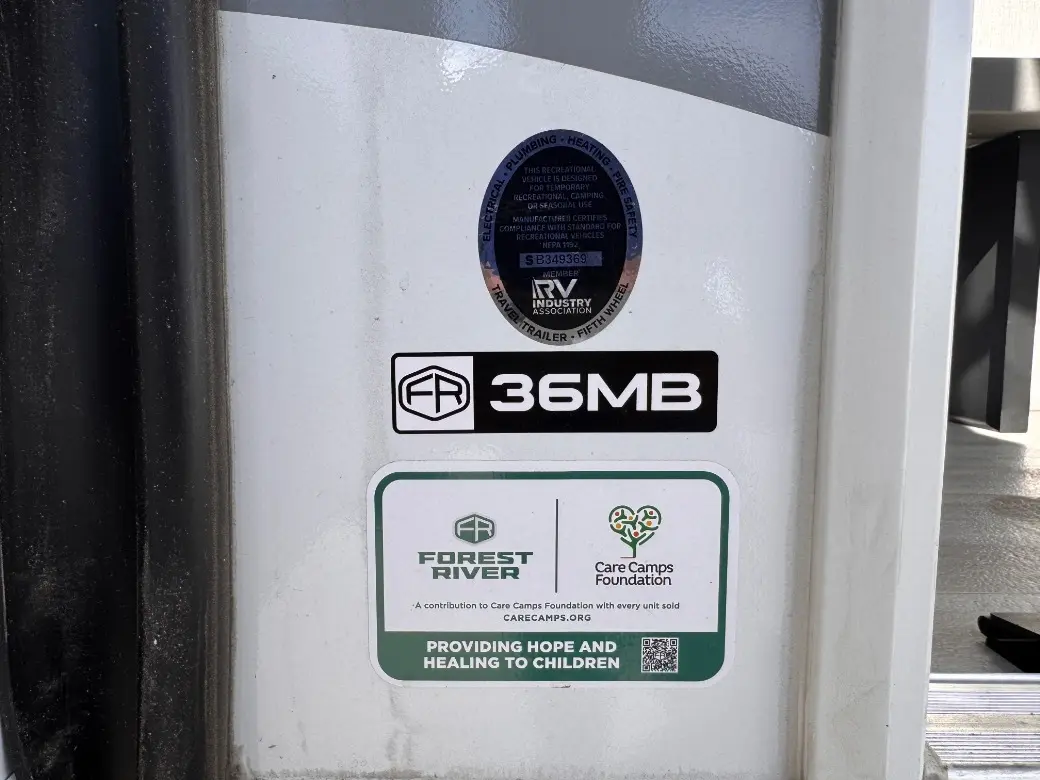 ELECTRICAL • PLUMBING • HEATING • FIRE SAFETY
THIS RECREATIONAL
VEHICLE IS DESIGNED
FOR TEMPORARY
RECREATIONAL, CAMPING,
OR SEASONAL USE
MANUFACTURER CERTIFIES
COMPLIANCE WITH STANDARD FOR
RECREATIONAL VEHICLES
NFPA 1192
SB349369
MEMBER
RV
INDUSTRY
ASSOCIATION
TRAVEL TRAILER • FIFTH WHEEL
FR 36MB
FR
FOREST
RIVER
Care Camps
Foundation
A contribution to Care Camps Foundation with every unit sold
CARECAMPS.ORG
PROVIDING HOPE AND
HEALING TO CHILDREN